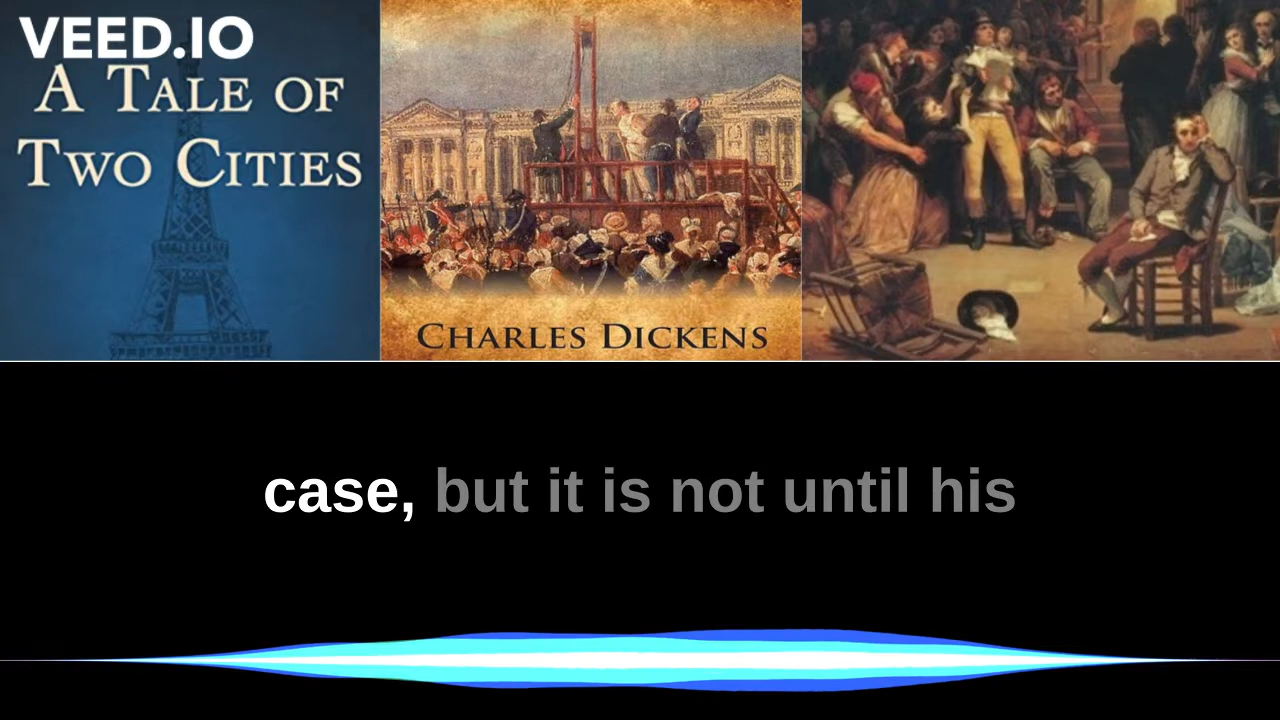 VEED.IO
A TALE OF
TWO CITIES
CHARLES DICKENS
case, but it is not until his